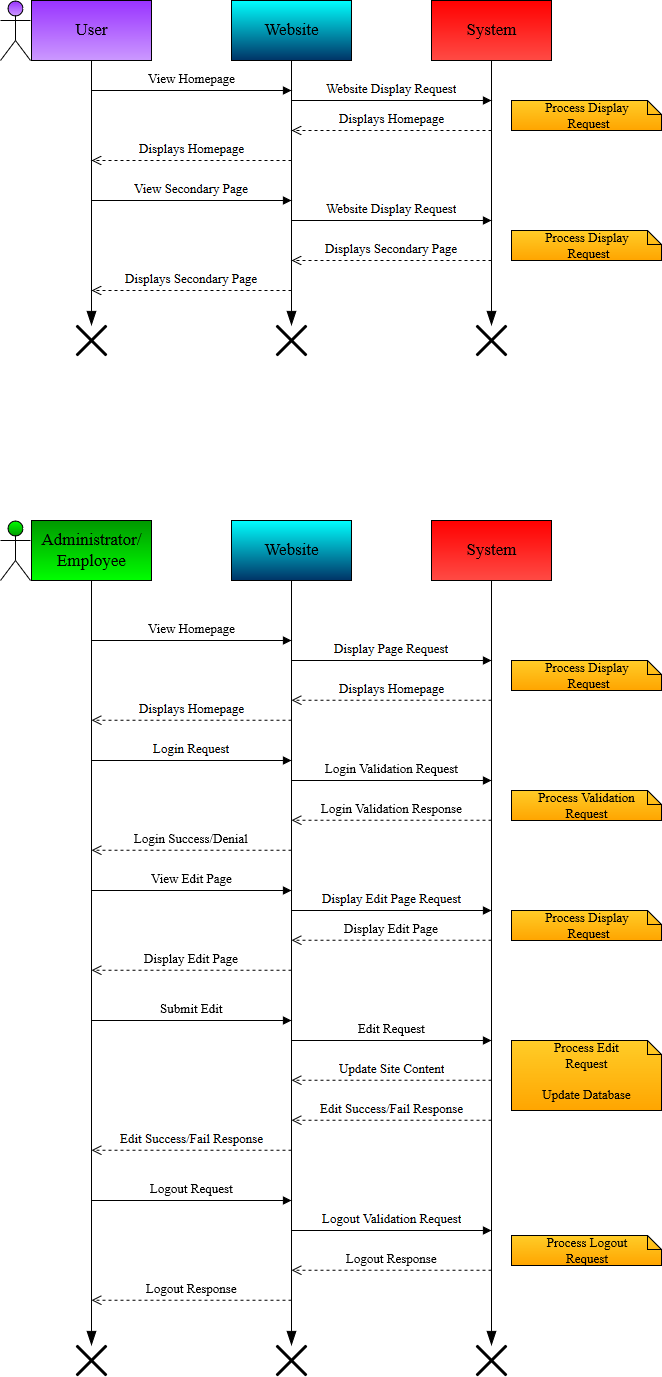 User
Website
System
View Homepage
Website Display Request
Process Display
Request
Displays Homepage
Displays Homepage
View Secondary Page
Website Display Request
Process Display
Request
Displays Secondary Page
Displays Secondary Page
Administrator/
Employee
Website
System
View Homepage
Display Page Request
Process Display
Request
Displays Homepage
Displays Homepage
Login Request
Login Validation Request
Process Validation
Request
Login Validation Response
Login Success/Denial
View Edit Page
Display Edit Page Request
Process Display
Request
Display Edit Page
Display Edit Page
Submit Edit
Edit Request
Process Edit
Request
Update Database
Update Site Content
Edit Success/Fail Response
Edit Success/Fail Response
Logout Request
Logout Validation Request
Process Logout
Request
Logout Response
Logout Response